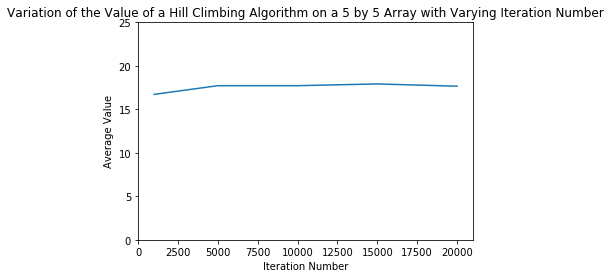 Variation of the Value of a Hill Climbing Algorithm on a 5 by 5 Array with Varying Iteration Number
25
20
15
10
5
0
Average Value
0 2500 5000 7500 10000 12500 15000 17500 20000
Iteration Number